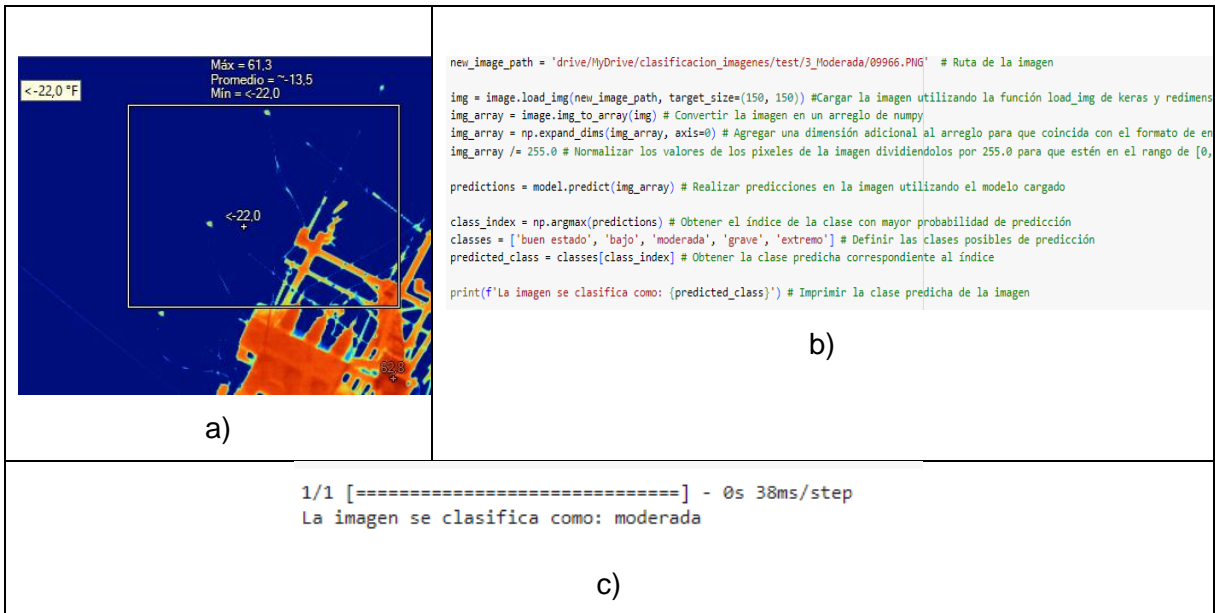 Máx = 61,3
Promedio = ~-13,5
Mín = <-22,0
<-22,0 °F
<-22,0
62,8
a)
new_image_path = 'drive/MyDrive/clasificacion_imagenes/test/3_Moderada/09966.PNG' # Ruta de la imagen
img = image.load_img(new_image_path, target_size=(150, 150)) #Cargar la imagen utilizando la función load_img de keras y redimens
img_array = image.img_to_array(img) # Convertir la imagen en un arreglo de numpy
img_array = np.expand_dims(img_array, axis=0) # Agregar una dimensión adicional al arreglo para que coincida con el formato de en
img_array /= 255.0 # Normalizar los valores de los pixeles de la imagen dividiendolos por 255.0 para que estén en el rango de [0,
predictions = model.predict(img_array) # Realizar predicciones en la imagen utilizando el modelo cargado
class_index = np.argmax(predictions) # Obtener el índice de la clase con mayor probabilidad de predicción
classes = ['buen estado', 'bajo', 'moderada', 'grave', 'extremo'] # Definir las clases posibles de predicción
predicted_class = classes[class_index] # Obtener la clase predicha correspondiente al índice
print(f'La imagen se clasifica como: {predicted_class}') # Imprimir la clase predicha de la imagen
b)
1/1 [==============================] - 0s 38ms/step
La imagen se clasifica como: moderada
c)